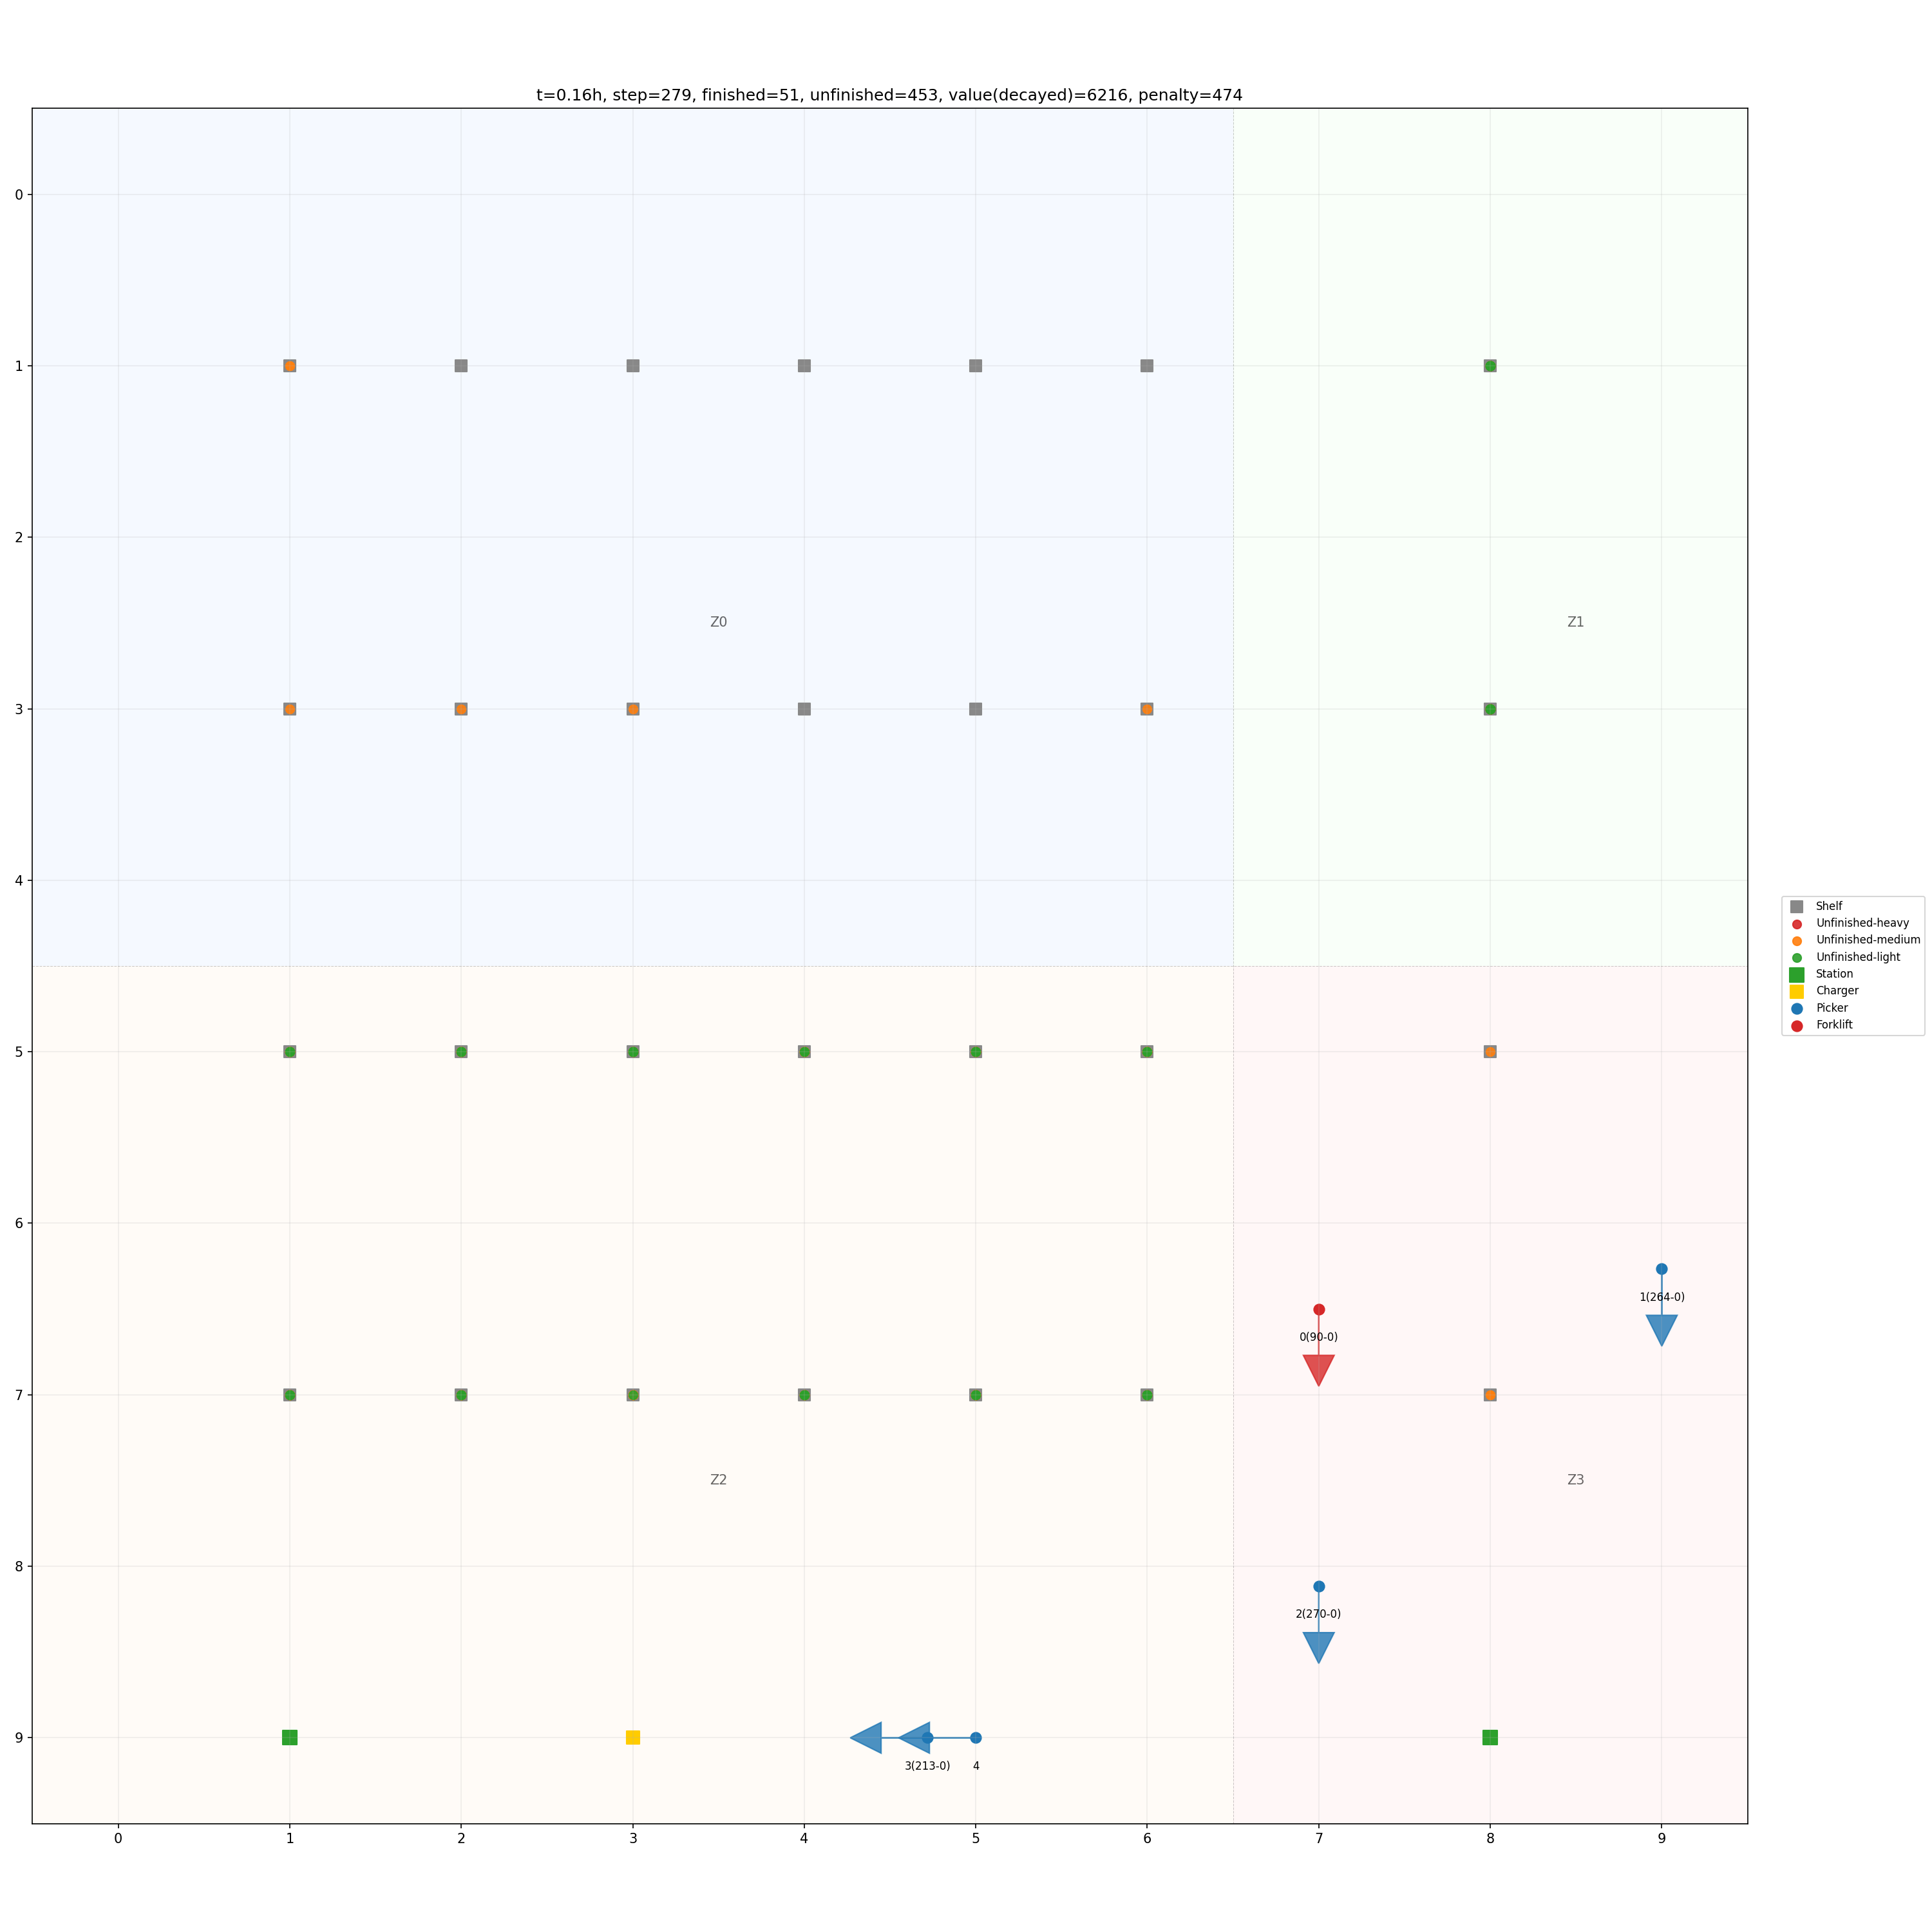 t=0.16h, step=279, finished=51, unfinished=453, value(decayed)=6216, penalty=474
0
1
2
Z0
Z1
3
4
Shelf
Unfinished-heavy
Unfinished-medium
Unfinished-light
Station
Charger
Picker
Forklift
5
6
1(264-0)
0(90-0)
7
Z2
Z3
8
2(270-0)
9
3(213-0)
4
0
1
2
3
4
5
6
7
8
9